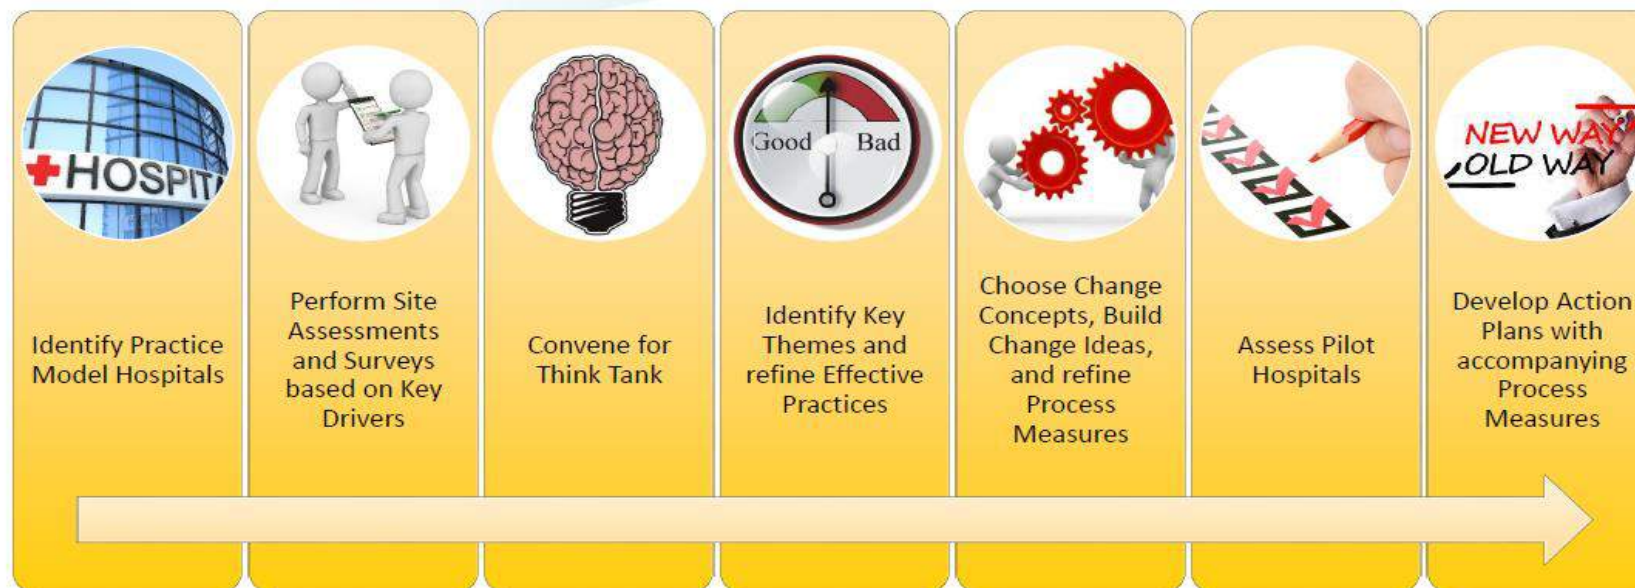 HOSPITA
Good Bad
NEW WAY
OLD WAY
Identify Practice
Model Hospitals
Perform Site
Assessments
and Surveys
based on Key
Drivers
Convene for
Think Tank
Identify Key
Themes and
refine Effective
Practices
Choose Change
Concepts, Build
Change Ideas,
and refine
Process
Measures
Assess Pilot
Hospitals
Develop Action
Plans with
accompanying
Process
Measures